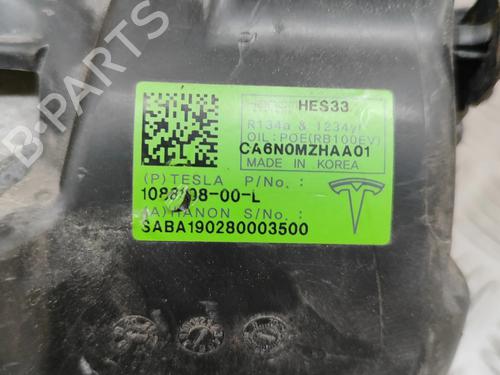 HES33
R134a & 1234yf
OIL:POE(RB100EV)
CA6N0MZHAA01
MADE IN KOREA
(P)TESLA P/No.:
1088108-00-L
(A)HANON S/No.:
SABA190280003500
B-PARTS